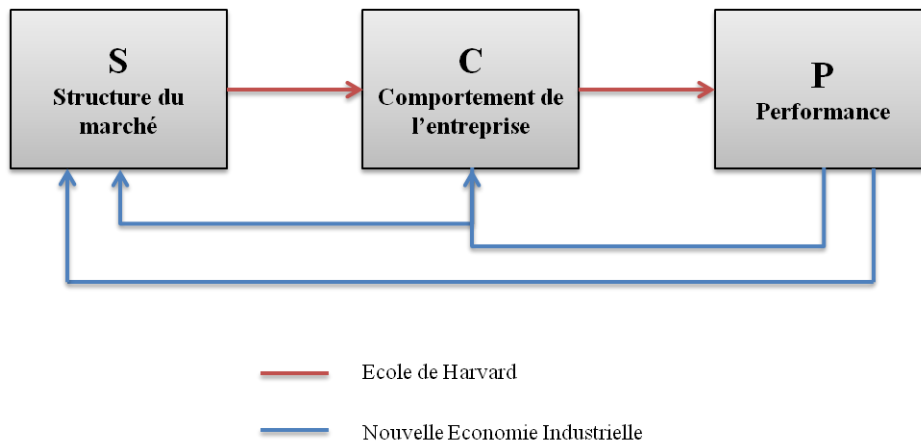 S
Structure du
marché
C
Comportement de
l'entreprise
P
Performance
Ecole de Harvard
Nouvelle Economie Industrielle